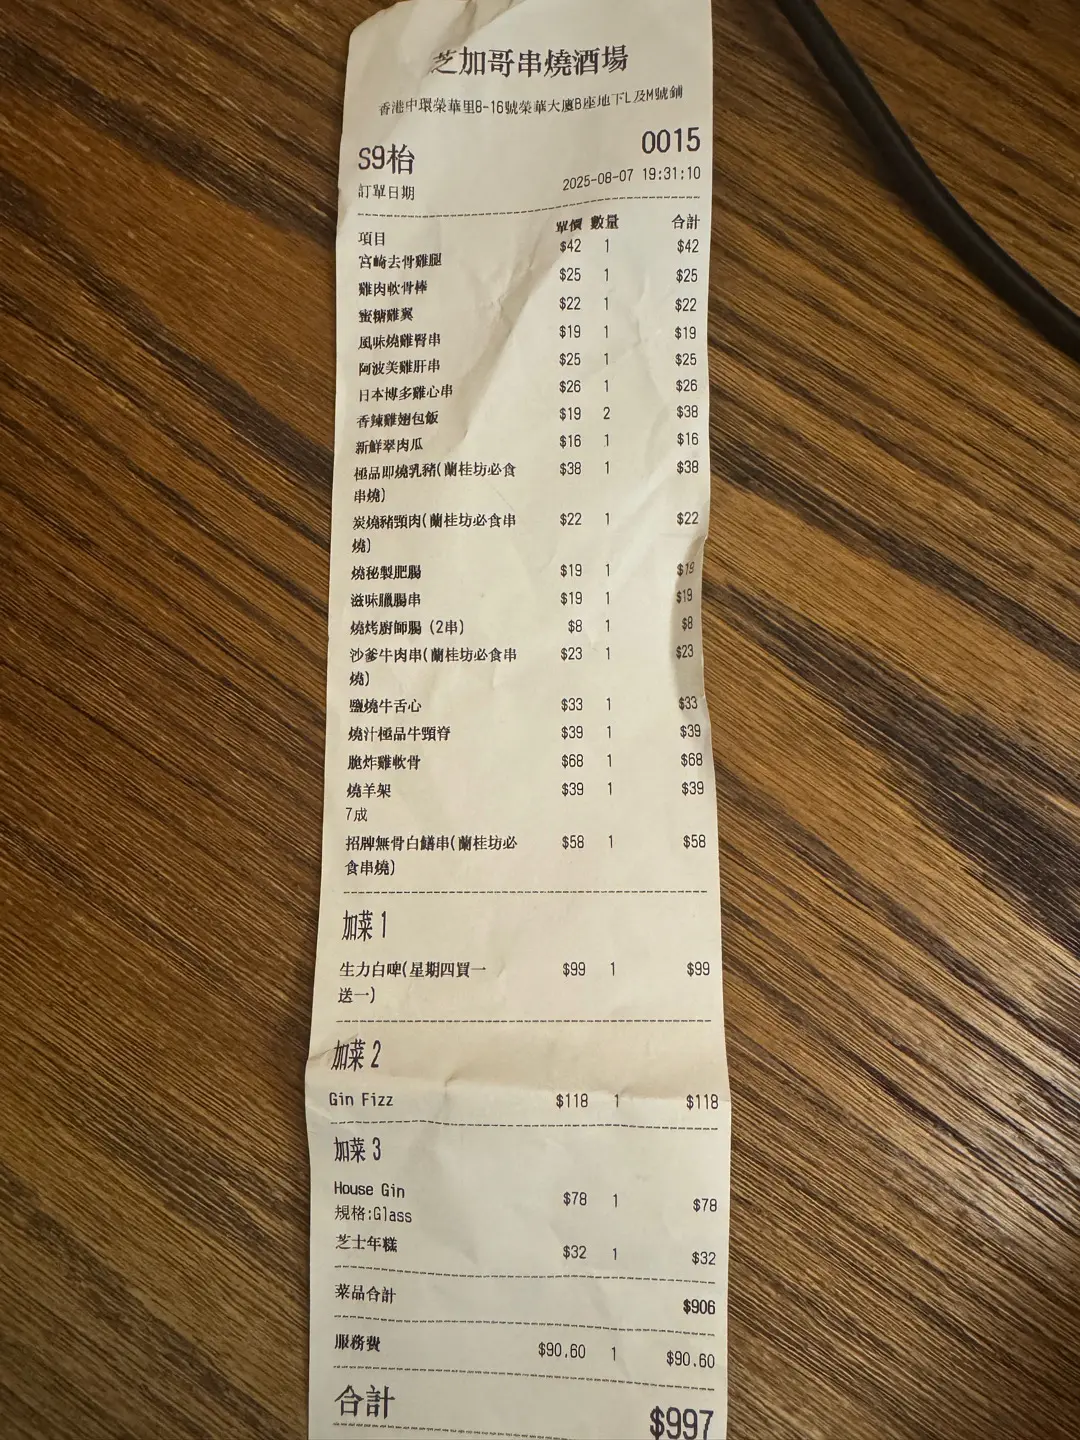 芝加哥串燒酒場
香港中環榮華里8-16號榮華大廈B座地下L及M號鋪
S9枱 0015
訂單日期 2025-08-07 19:31:10
項目 單價 數量 合計
宮崎去骨雞腿 $42 1 $42
雞肉軟骨棒 $25 1 $25
蜜糖雞翼 $22 1 $22
風味燒雞腎串 $19 1 $19
阿波美雞肝串 $25 1 $25
日本博多雞心串 $26 1 $26
香辣雞翅包飯 $19 2 $38
新鮮翠肉瓜 $16 1 $16
極品即燒乳豬(蘭桂坊必食 $38 1 $38
串燒)
炭燒豬頸肉(蘭桂坊必食串 $22 1 $22
燒)
燒秘製肥腸 $19 1 $19
滋味臘腸串 $19 1 $19
燒烤廚師腸 (2串) $8 1 $8
沙爹牛肉串(蘭桂坊必食串 $23 1 $23
燒)
鹽燒牛舌心 $33 1 $33
燒汁極品牛頸脊 $39 1 $39
脆炸雞軟骨 $68 1 $68
燒羊架 $39 1 $39
7成
招牌無骨白鱔串(蘭桂坊必 $58 1 $58
食串燒)
加菜 1
生力白啤(星期四買一 $99 1 $99
送一)
加菜 2
Gin Fizz $118 1 $118
加菜 3
House Gin $78 1 $78
規格:Glass
芝士年糕 $32 1 $32
菜品合計 $906
服務費 $90.60 1 $90.60
合計 $997